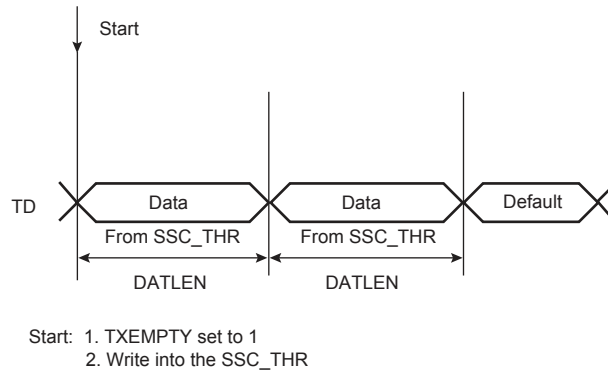 Start
TD
Data
Data
Default
From SSC_THR
From SSC_THR
DATLEN
DATLEN
Start: 1. TXEMPTY set to 1
2. Write into the SSC_THR